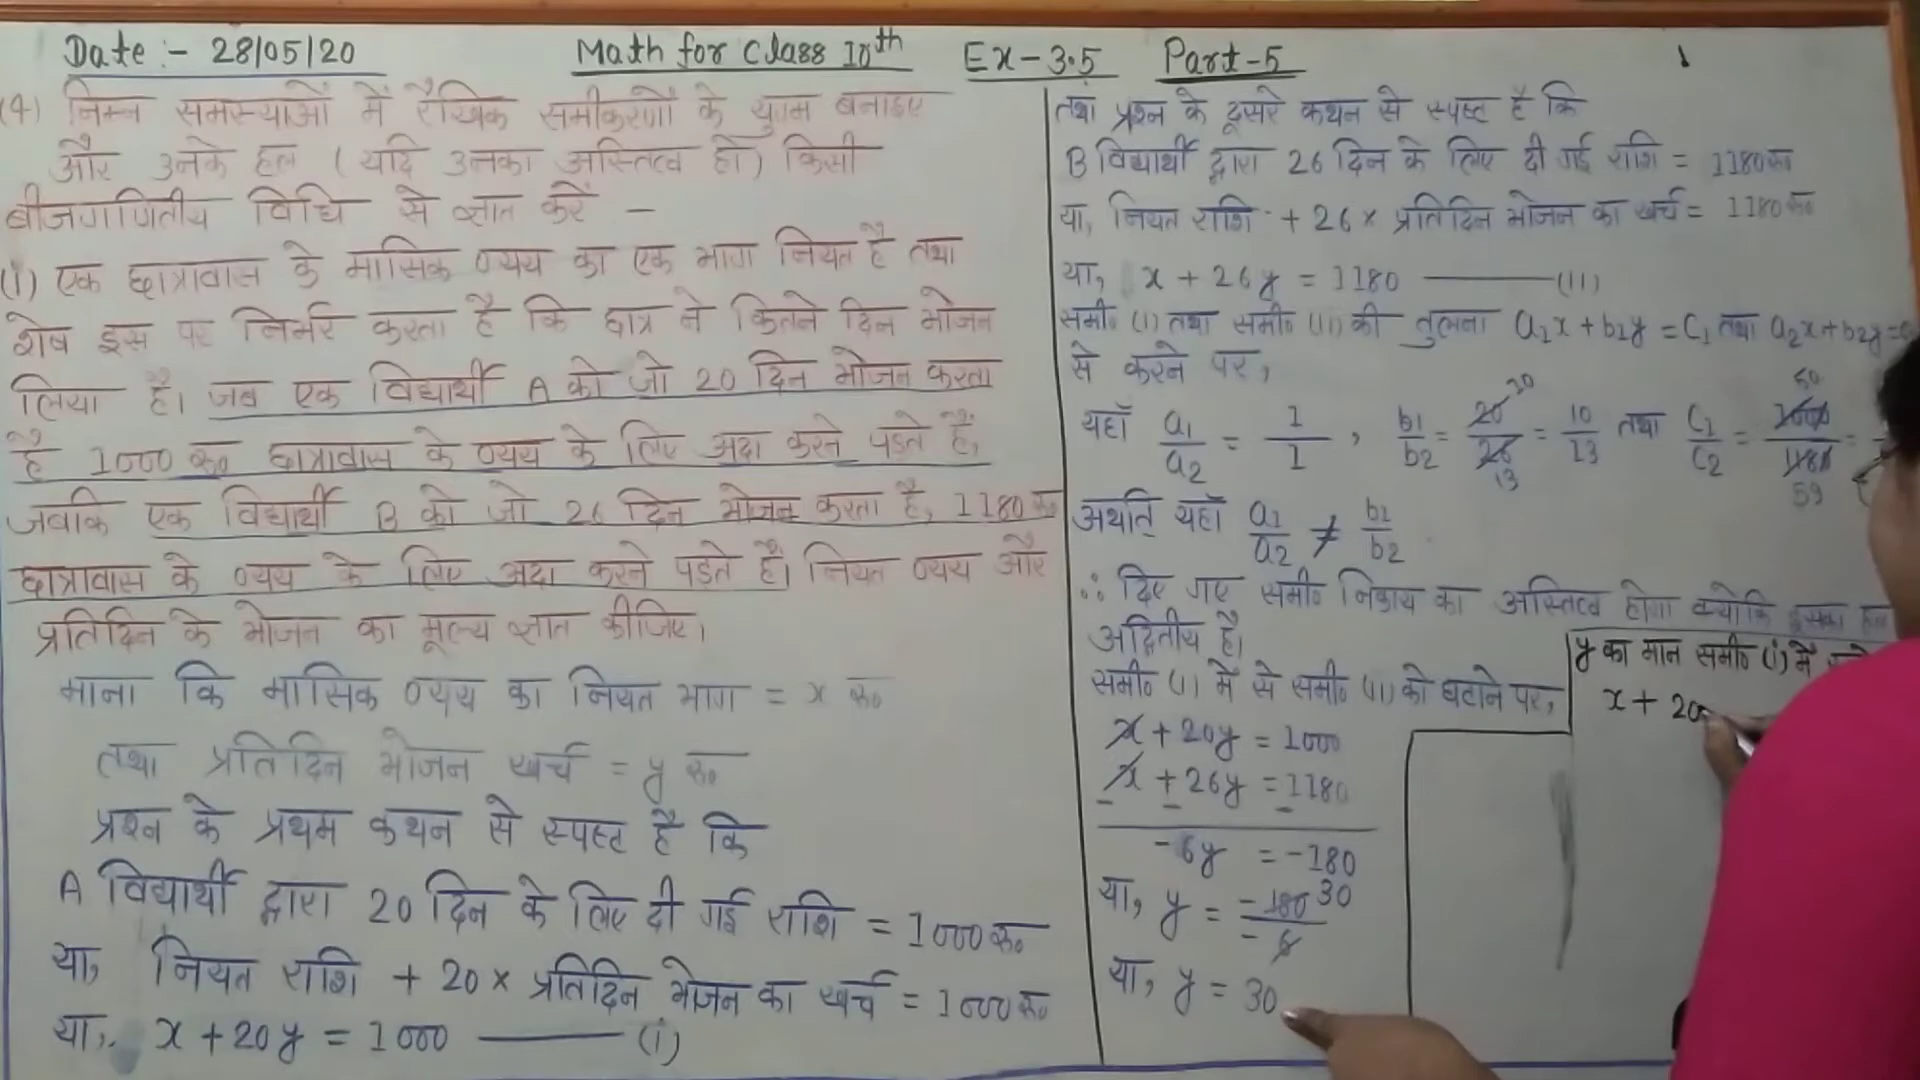 Date :- 28/05/20 Math for Class 10th Ex-3.5 Part-5 1
(4) निम्न समस्याओं में रैखिक समीकरणों के युग्म बनाइए
और उनके हल (यदि उनका अस्तित्व हो) किसी
बीजगणितीय विधि से ज्ञात करें -
(i) एक छात्रावास के मासिक व्यय का एक भाग नियत है तथा
शेष इस पर निर्भर करता है कि छात्र ने कितने दिन भोजन
लिया है। जब एक विद्यार्थी A को जो 20 दिन भोजन करता
है 1000 रू० छात्रावास के व्यय के लिए अदा करने पड़ते हैं,
जबकि एक विद्यार्थी B को जो 26 दिन भोजन करता है, 1180 रू०
छात्रावास के व्यय के लिए अदा करने पड़ते हैं। नियत व्यय और
प्रतिदिन के भोजन का मूल्य ज्ञात कीजिए।
माना कि मासिक व्यय का नियत भाग = x रू०
तथा प्रतिदिन भोजन खर्च = y रू०
प्रश्न के प्रथम कथन से स्पष्ट है कि
A विद्यार्थी द्वारा 20 दिन के लिए दी गई राशि = 1000 रू०
या, नियत राशि + 20 × प्रतिदिन भोजन का खर्च = 1000 रू०
या, x + 20y = 1000 ——— (i)
तथा प्रश्न के दूसरे कथन से स्पष्ट है कि
B विद्यार्थी द्वारा 26 दिन के लिए दी गई राशि = 1180 रू०
या, नियत राशि + 26 × प्रतिदिन भोजन का खर्च = 1180 रू०
या, x + 26y = 1180 ——— (ii)
समी० (i) तथा समी० (ii) की तुलना a₁x + b₁y = c₁ तथा a₂x + b₂y =
से करने पर,
यहाँ a₁/a₂ = 1/1 , b₁/b₂ = 20/26 = 10/13 तथा c₁/c₂ = 1000/1180 =
अर्थात् यहाँ a₁/a₂ ≠ b₁/b₂
∴ दिए गए समी० निकाय का अस्तित्व होगा क्योंकि इसका हल
अद्वितीय है।
समी० (i) में से समी० (ii) को घटाने पर,
x + 20y = 1000
x + 26y = 1180
- - -
-6y = -180
या, y = -180/-6 30
या, y = 30
y का मान समी० (i) में
x + 20